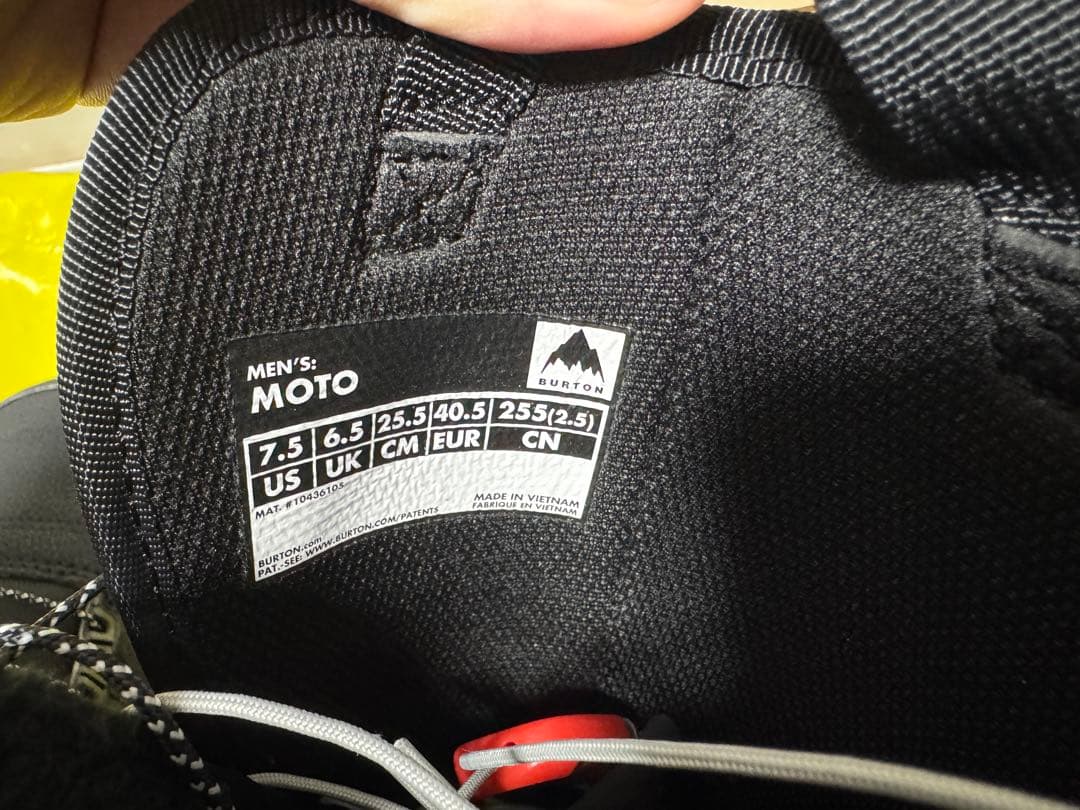 MEN'S:
MOTO
BURTON
7.5 6.5 25.5 40.5 255(2.5)
US UK CM EUR CN
MAT. #10436105
MADE IN VIETNAM
FABRIQUE EN VIETNAM
BURTON.com
PAT.-SEE: WWW.BURTON.COM/PATENTS